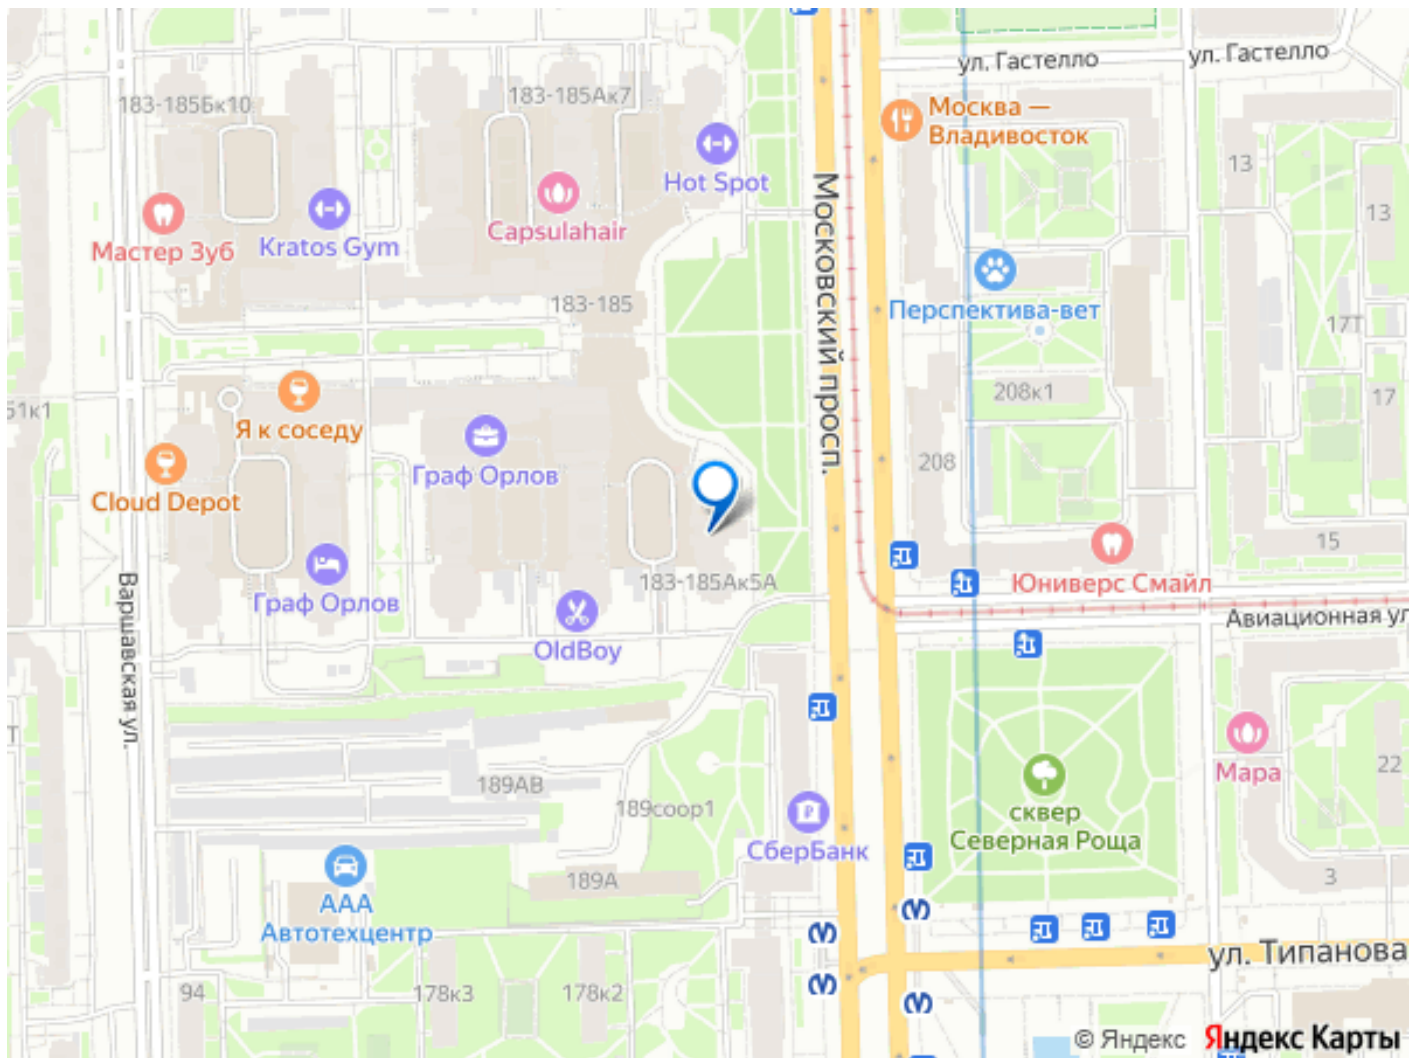 ул. Гастелло
ул. Гастелло
183-185Бк10
183-185Ак7
Москва —
Владивосток
13
Hot Spot
Московский просп.
13
Мастер Зуб
Kratos Gym
Capsulahair
183-185
Перспектива-вет
17Т
208к1
17
51к1
Я к соседу
Граф Орлов
208
Cloud Depot
15
183-185Ак5А
Юниверс Смайл
Варшавская ул.
Граф Орлов
Авиационная ул
OldBoy
Т
189АВ
189соор1
Мара
22
сквер
Северная Роща
СберБанк
189А
3
ААА
Автотехцентр
ул. Типанова
94
178к3
178к2
© Яндекс Яндекс Карты